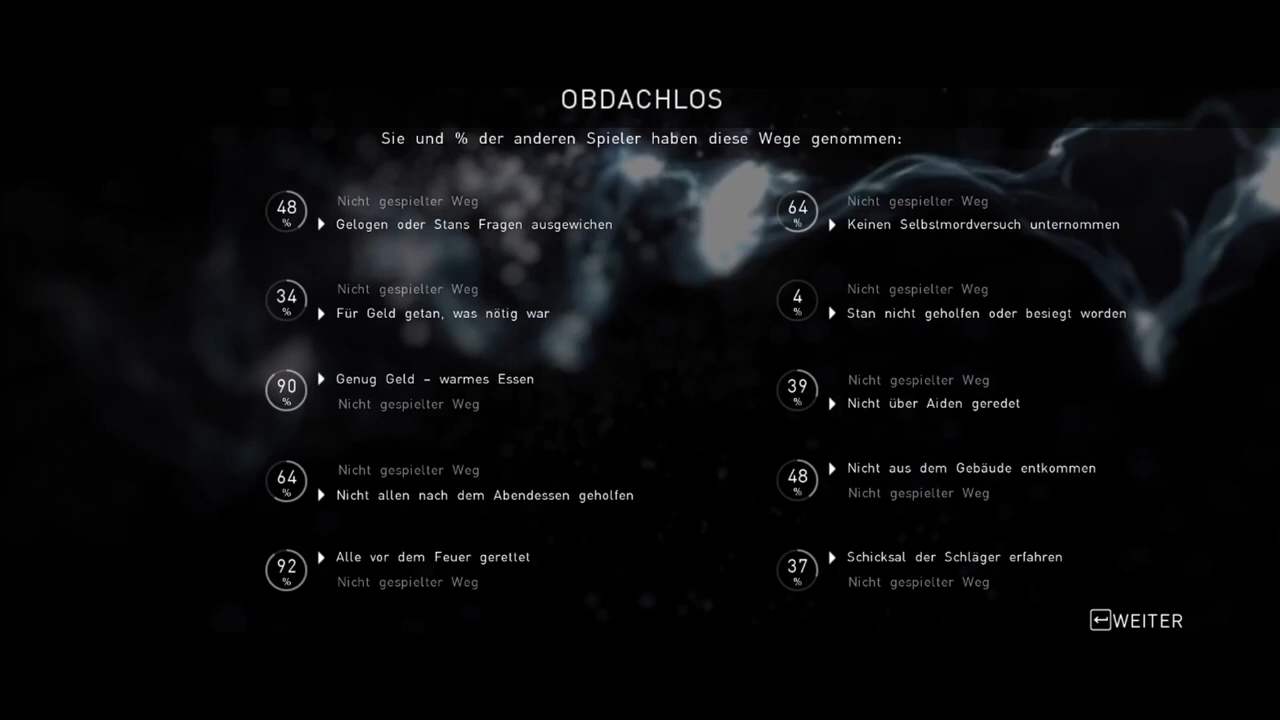 OBDACHLOS
Sie und % der anderen Spieler haben diese Wege genommen:
48 %
Nicht gespielter Weg
Gelogen oder Stans Fragen ausgewichen
34 %
Nicht gespielter Weg
Für Geld getan, was nötig war
90 %
Genug Geld – warmes Essen
Nicht gespielter Weg
64 %
Nicht gespielter Weg
Nicht allen nach dem Abendessen geholfen
92 %
Alle vor dem Feuer gerettet
Nicht gespielter Weg
64 %
Nicht gespielter Weg
Keinen Selbstmordversuch unternommen
4 %
Nicht gespielter Weg
Stan nicht geholfen oder besiegt worden
39 %
Nicht gespielter Weg
Nicht über Aiden geredet
48 %
Nicht aus dem Gebäude entkommen
Nicht gespielter Weg
37 %
Schicksal der Schläger erfahren
Nicht gespielter Weg
WEITER